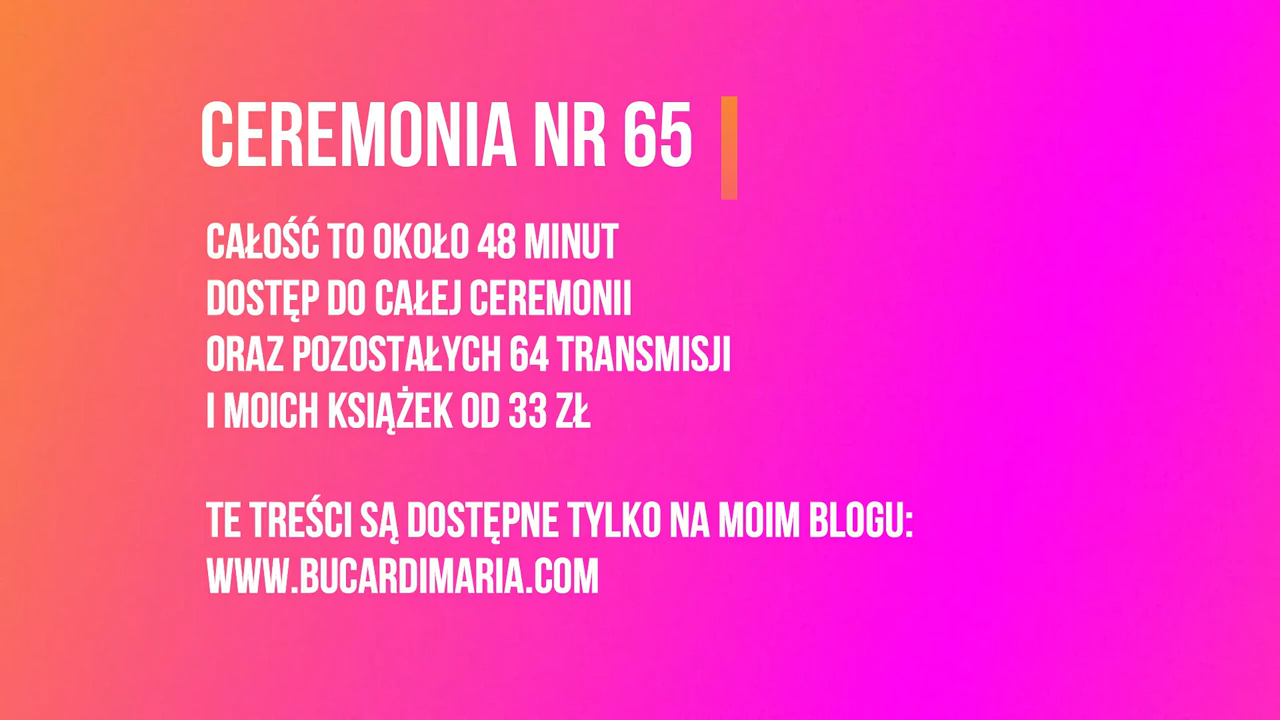 CEREMONIA NR 65
CAŁOŚĆ TO OKOŁO 48 MINUT
DOSTĘP DO CAŁEJ CEREMONII
ORAZ POZOSTAŁYCH 64 TRANSMISJI
I MOICH KSIĄŻEK OD 33 ZŁ
TE TREŚCI SĄ DOSTĘPNE TYLKO NA MOIM BLOGU:
WWW.BUCARDIMARIA.COM